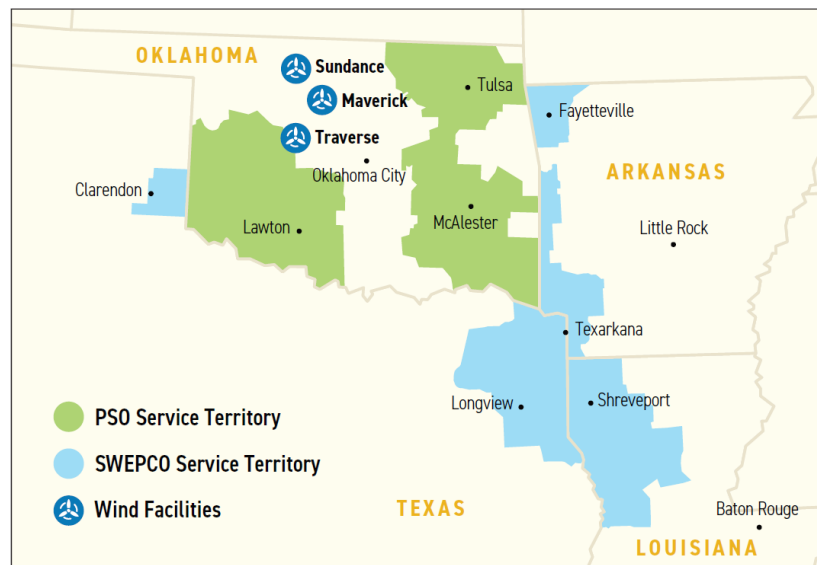 OKLAHOMA
Sundance
Maverick
Traverse
Tulsa
Fayetteville
Oklahoma City
ARKANSAS
Clarendon
Lawton
McAlester
Little Rock
Texarkana
Longview
Shreveport
PSO Service Territory
SWEPCO Service Territory
Wind Facilities
TEXAS
Baton Rouge
LOUISIANA